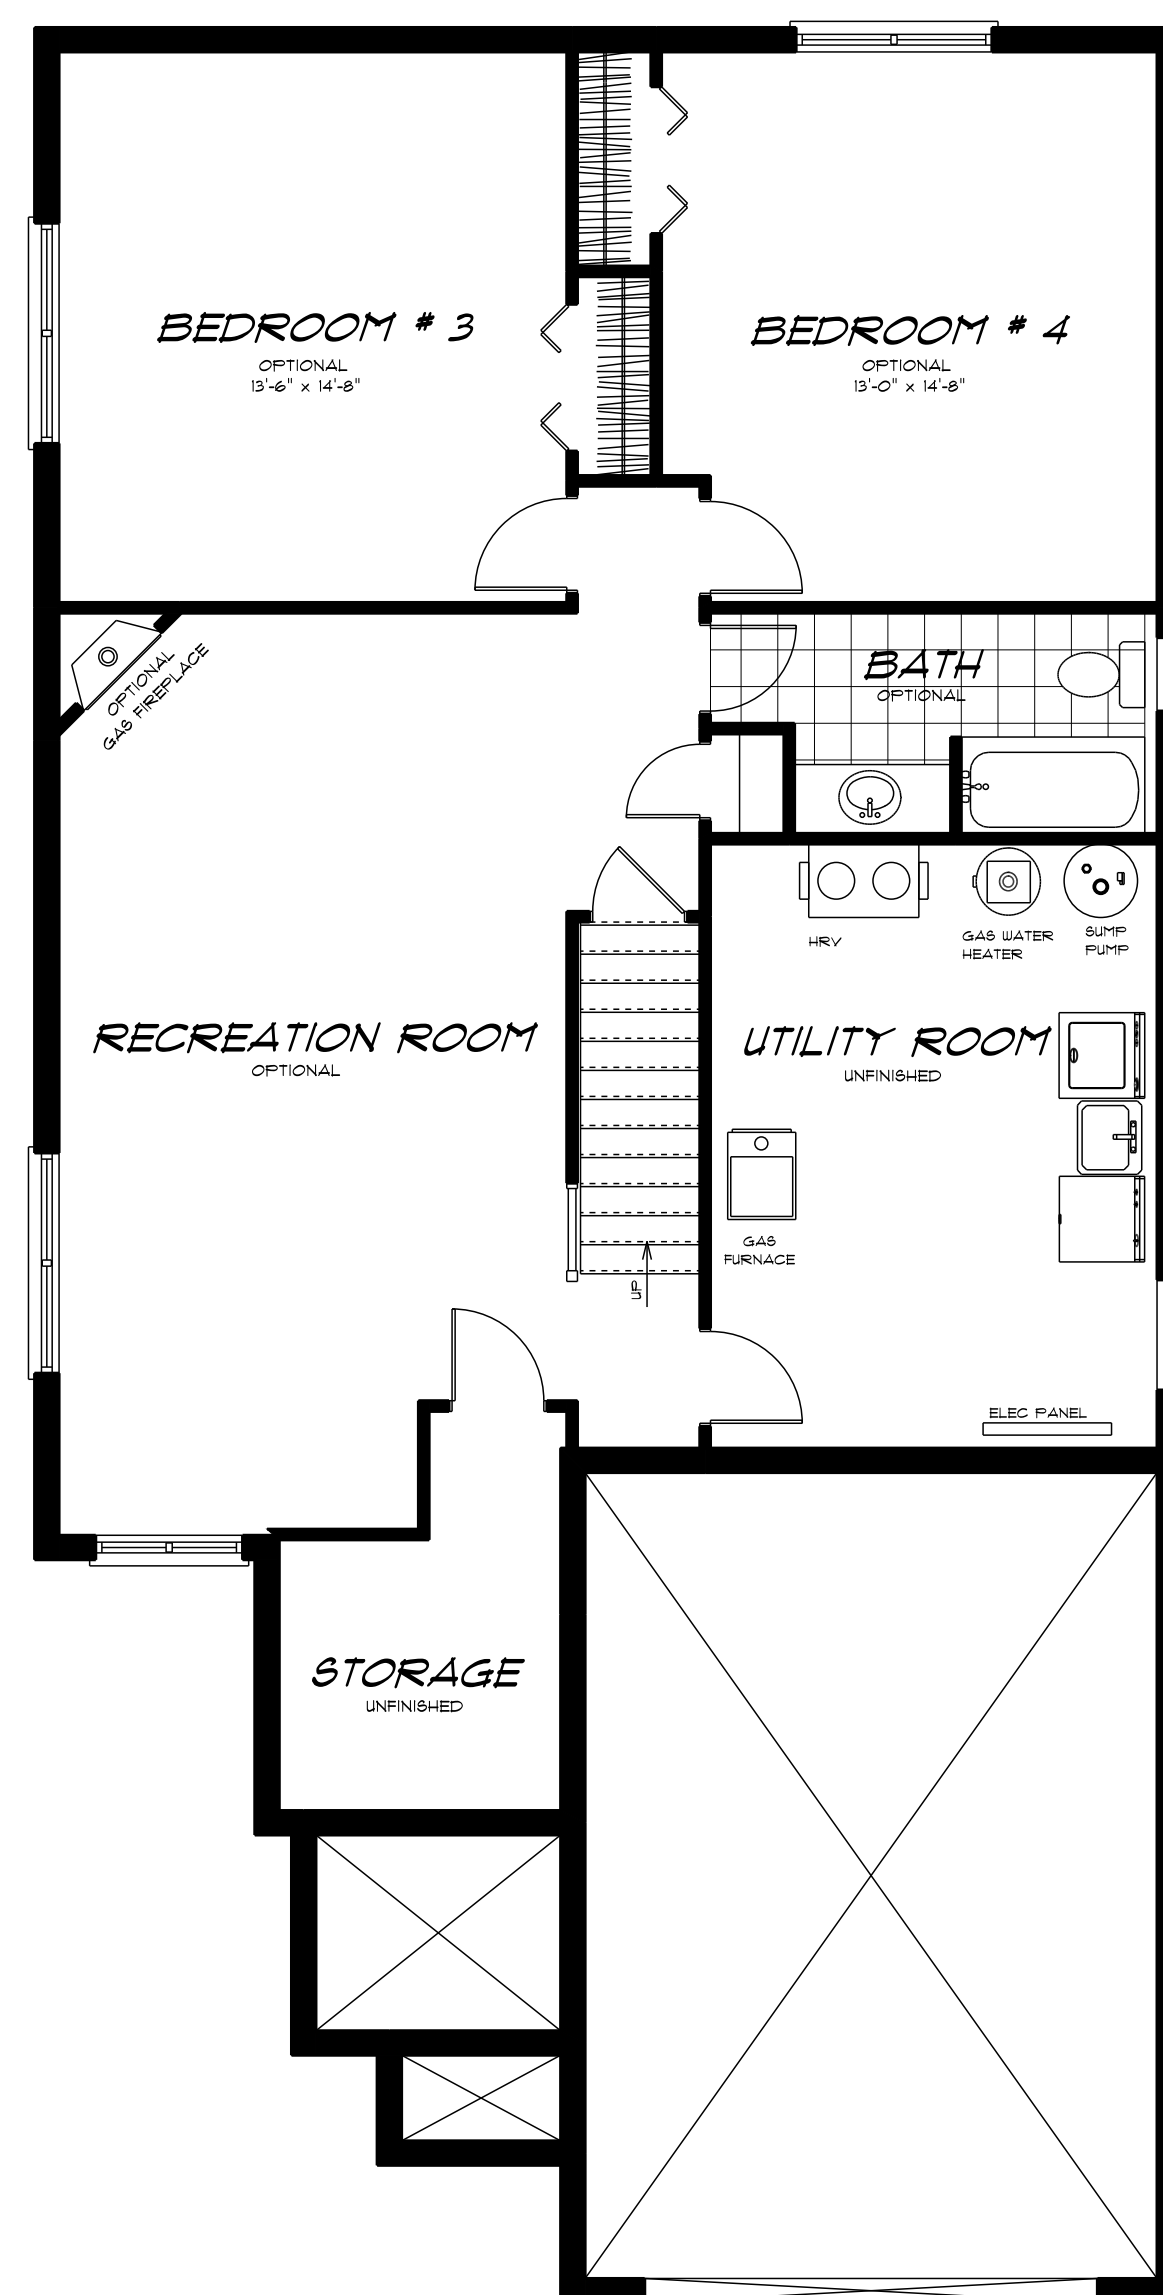 BEDROOM # 3
OPTIONAL
13'-6" x 14'-8"
BEDROOM # 4
OPTIONAL
13'-0" x 14'-8"
OPTIONAL
GAS FIREPLACE
BATH
OPTIONAL
HRV
GAS WATER
HEATER
SUMP
PUMP
RECREATION ROOM
OPTIONAL
UTILITY ROOM
UNFINISHED
GAS
FURNACE
UP
ELEC PANEL
STORAGE
UNFINISHED